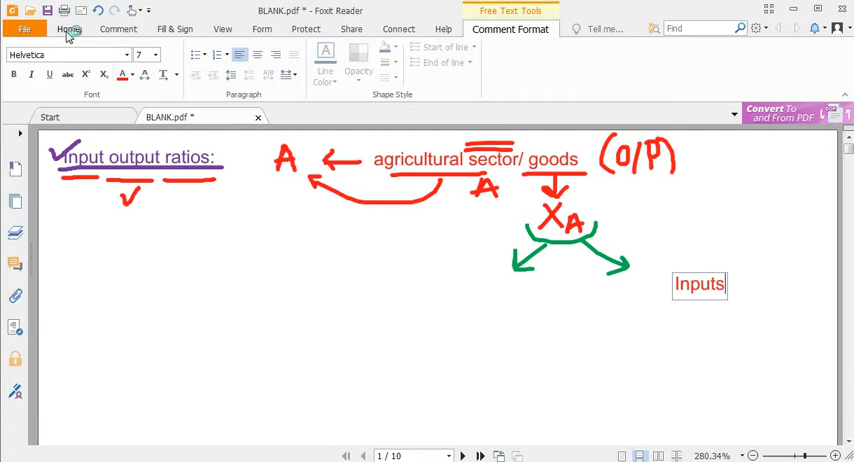 BLANK.pdf * - Foxit Reader
Free Text Tools
File Home Comment Fill & Sign View Form Protect Share Connect Help Comment Format Tell me... Find
Helvetica 7
B I U abc X² X₂ A A T
Font
Paragraph
A
Line Color
Opacity
Start of line
End of line
Shape Style
Start
BLANK.pdf *
Convert To and From PDF
Input output ratios: A ← agricultural sector/ goods (O/P)
A
XA
Inputs
1 / 10
280.34%